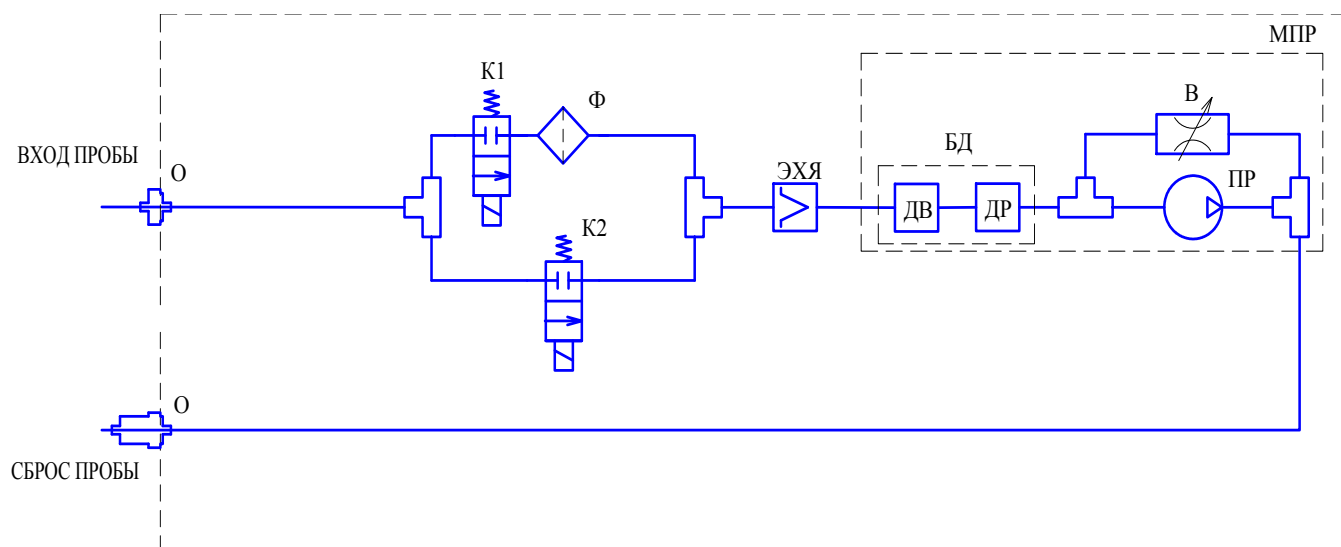 МПР
К1
Ф
В
ВХОД ПРОБЫ
О
ЭХЯ
БД
ПР
ДВ
ДР
К2
О
СБРОС ПРОБЫ